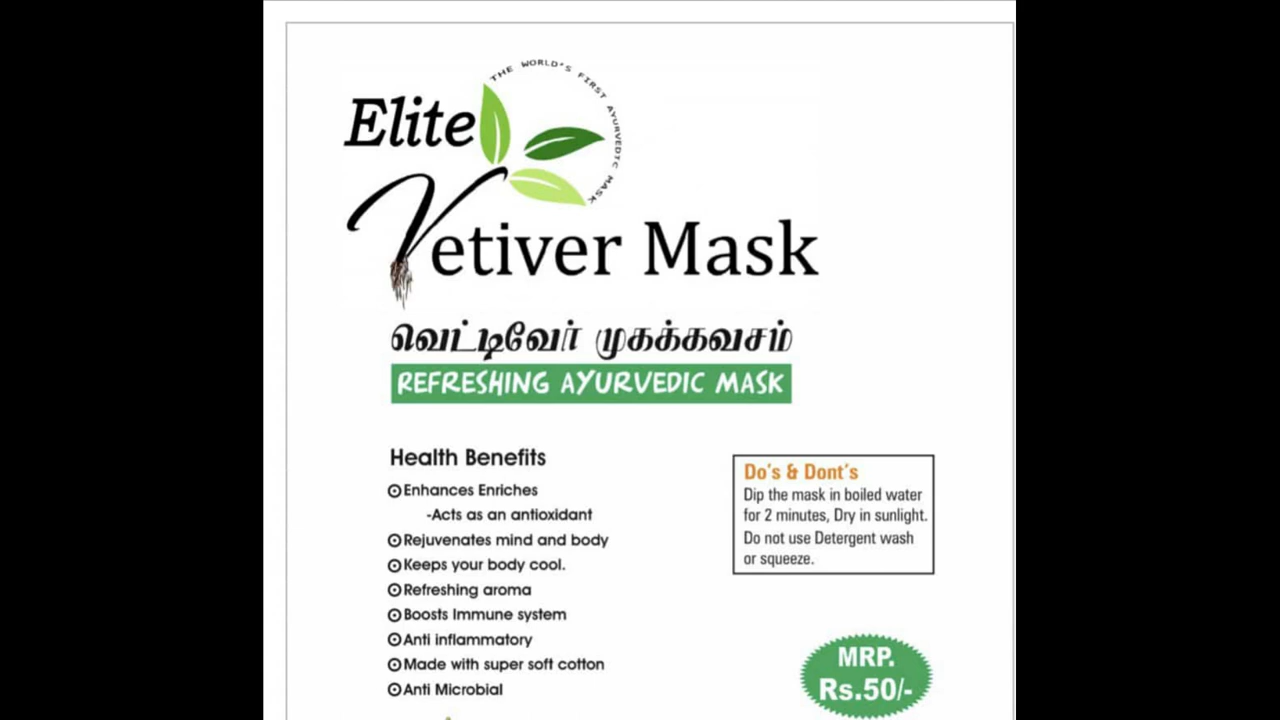 THE WORLD'S FIRST AYURVEDIC MASK
Elite
Vetiver Mask
வெட்டிவேர் முகக்கவசம்
REFRESHING AYURVEDIC MASK
Health Benefits
Enhances Enriches
-Acts as an antioxidant
Rejuvenates mind and body
Keeps your body cool.
Refreshing aroma
Boosts Immune system
Anti inflammatory
Made with super soft cotton
Anti Microbial
Do's & Dont's
Dip the mask in boiled water
for 2 minutes, Dry in sunlight.
Do not use Detergent wash
or squeeze.
MRP.
Rs.50/-